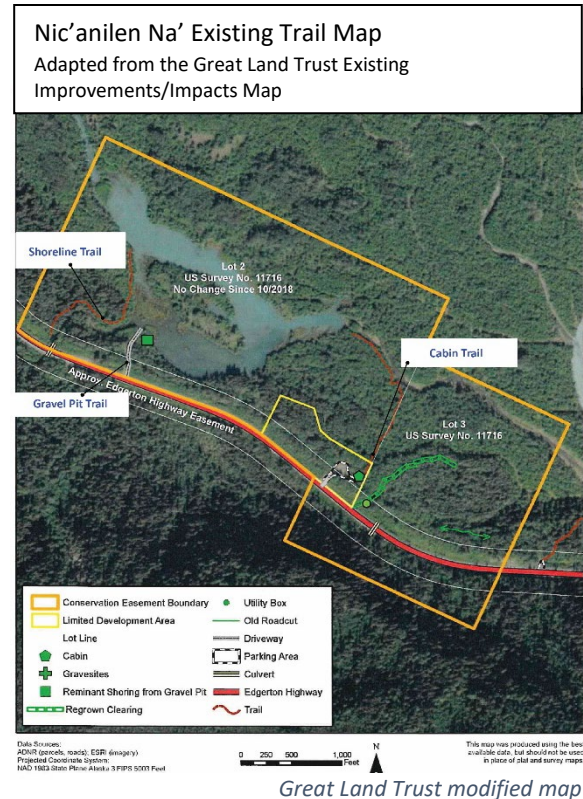 Nic’anilen Na’ Existing Trail Map
Adapted from the Great Land Trust Existing
Improvements/Impacts Map
Shoreline Trail
Lot 2
US Survey No. 11716
No Change Since 10/2018
Cabin Trail
Gravel Pit Trail
Approx. Edgerton Highway Easement
Lot 3
US Survey No. 11716
Conservation Easement Boundary
Utility Box
Limited Development Area
Old Roadcut
Lot Line
Driveway
Cabin
Parking Area
Gravesites
Culvert
Reminant Shoring from Gravel Pit
Edgerton Highway
Regrown Clearing
Trail
Data Sources:
ADNR (parcels, roads); ESRI (imagery)
Projected Coordinate System:
NAD 1983 State Plane Alaska 3 FIPS 5003 Feet
0 250 500 1,000
Feet
N
This map was produced using the best
available data, but should not be used
in place of plat and survey maps
Great Land Trust modified map